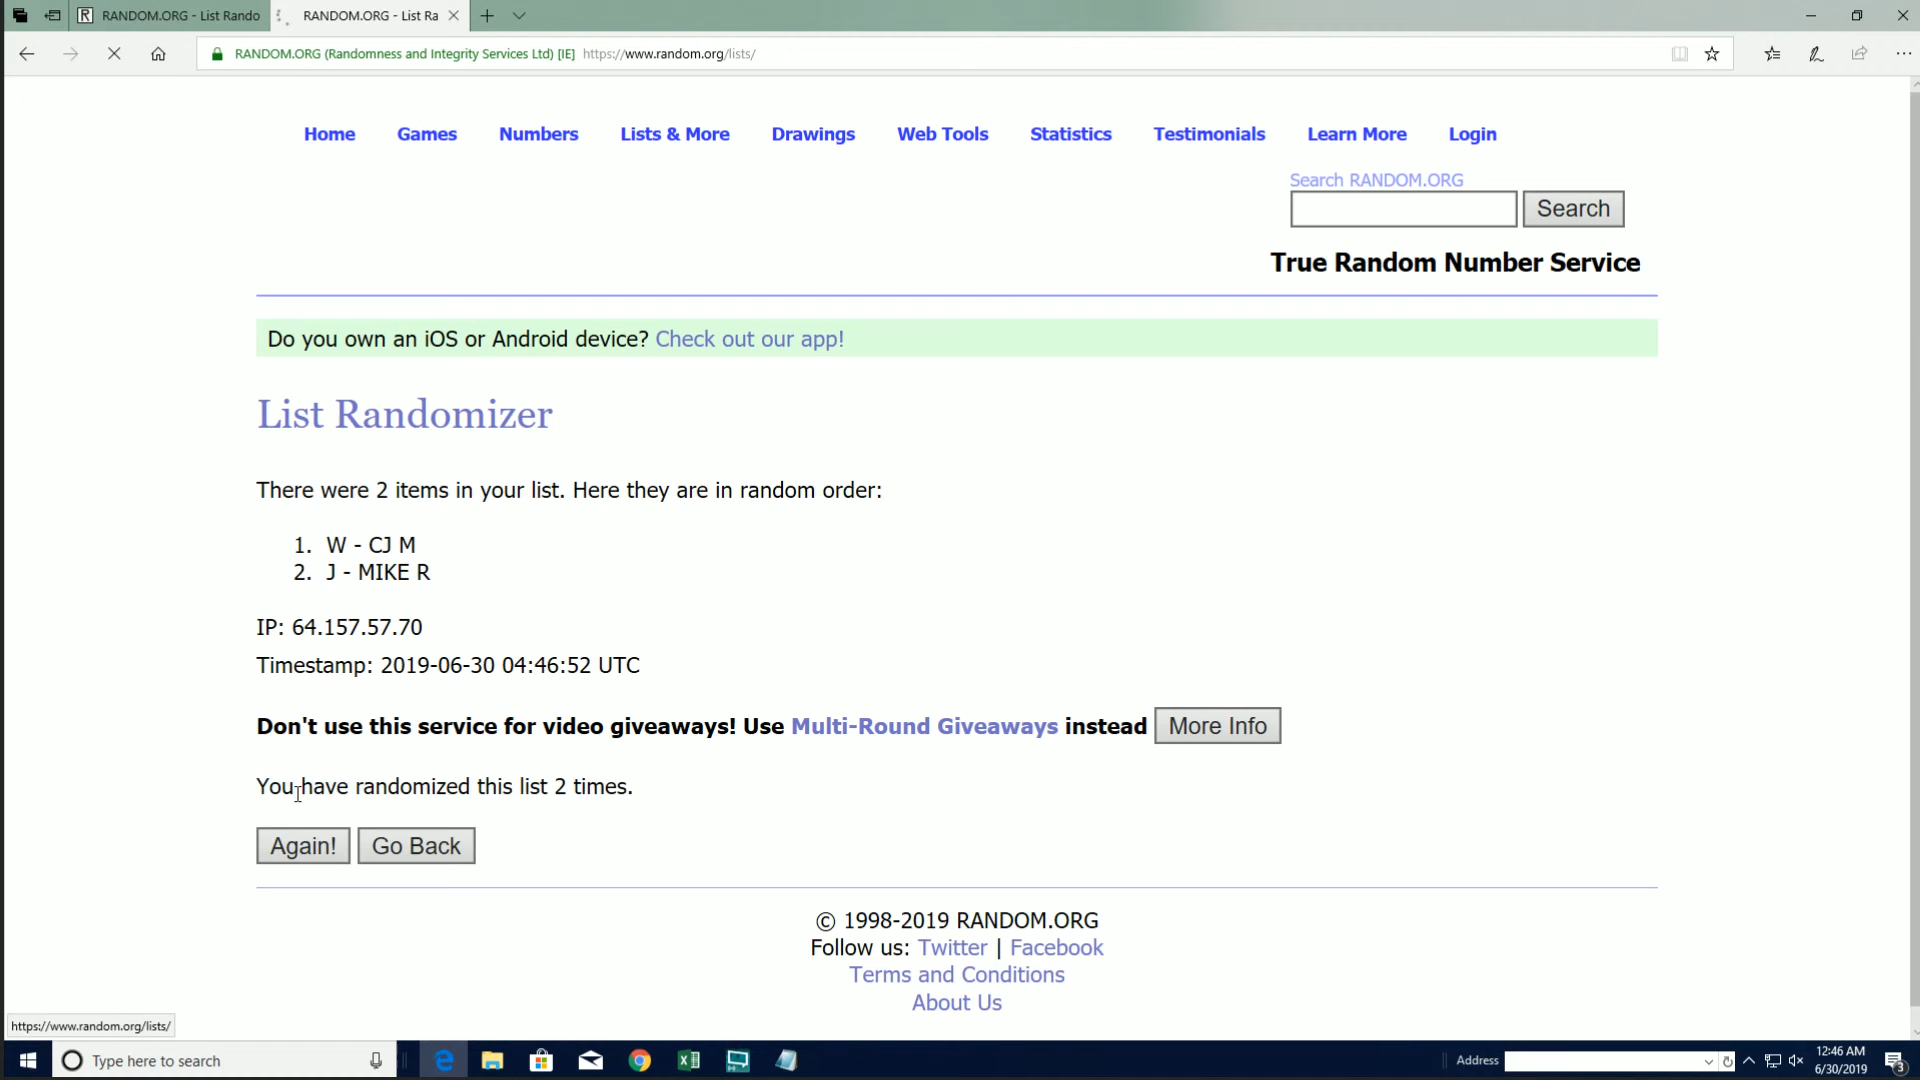 RANDOM.ORG - List Rando
RANDOM.ORG - List Ra
RANDOM.ORG (Randomness and Integrity Services Ltd) [IE] https://www.random.org/lists/
Home Games Numbers Lists & More Drawings Web Tools Statistics Testimonials Learn More Login
Search RANDOM.ORG
Search
True Random Number Service
Do you own an iOS or Android device? Check out our app!
List Randomizer
There were 2 items in your list. Here they are in random order:
1. W - CJ M
2. J - MIKE R
IP: 64.157.57.70
Timestamp: 2019-06-30 04:46:52 UTC
Don't use this service for video giveaways! Use Multi-Round Giveaways instead More Info
You have randomized this list 2 times.
Again! Go Back
© 1998-2019 RANDOM.ORG
Follow us: Twitter | Facebook
Terms and Conditions
About Us
https://www.random.org/lists/
Type here to search
Address
12:46 AM
6/30/2019
3